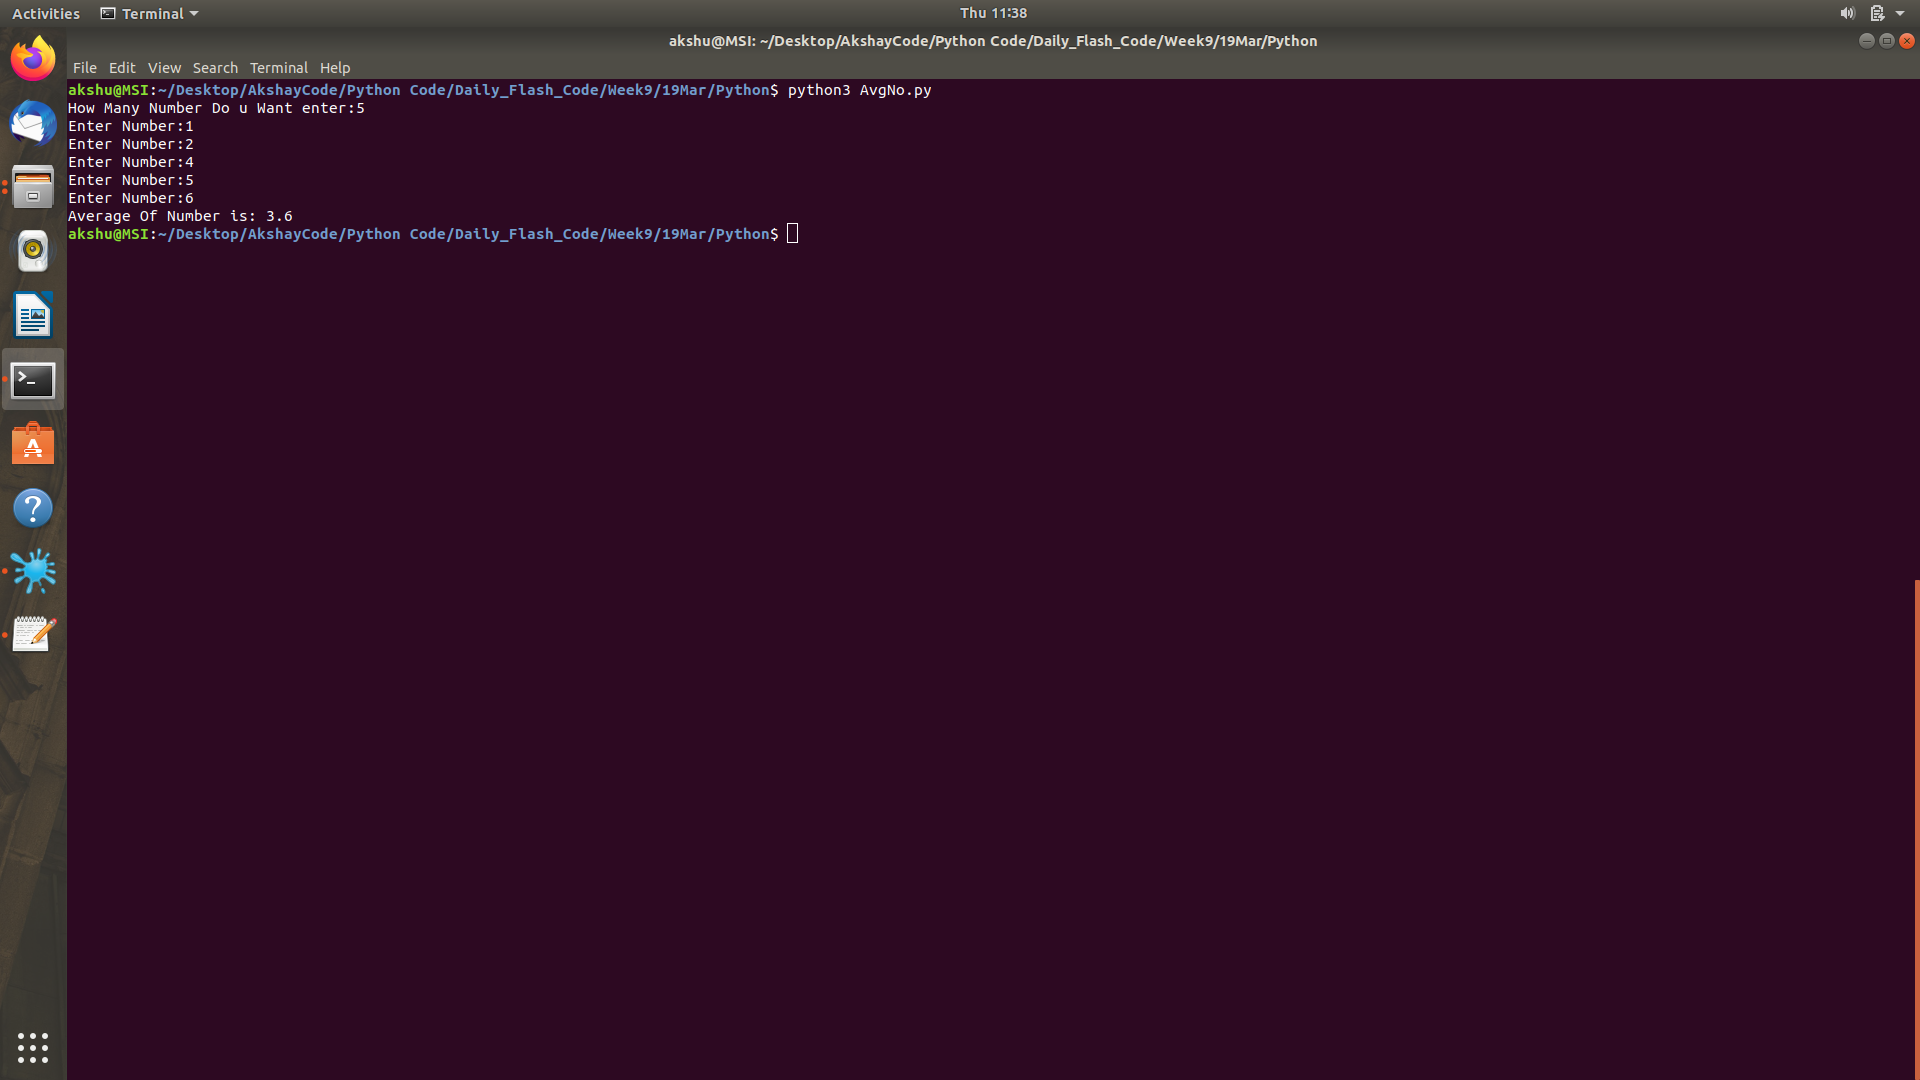 Activities Terminal Thu 11:38
akshu@MSI: ~/Desktop/AkshayCode/Python Code/Daily_Flash_Code/Week9/19Mar/Python
File Edit View Search Terminal Help
akshu@MSI:~/Desktop/AkshayCode/Python Code/Daily_Flash_Code/Week9/19Mar/Python$ python3 AvgNo.py
How Many Number Do u Want enter:5
Enter Number:1
Enter Number:2
Enter Number:4
Enter Number:5
Enter Number:6
Average Of Number is: 3.6
akshu@MSI:~/Desktop/AkshayCode/Python Code/Daily_Flash_Code/Week9/19Mar/Python$